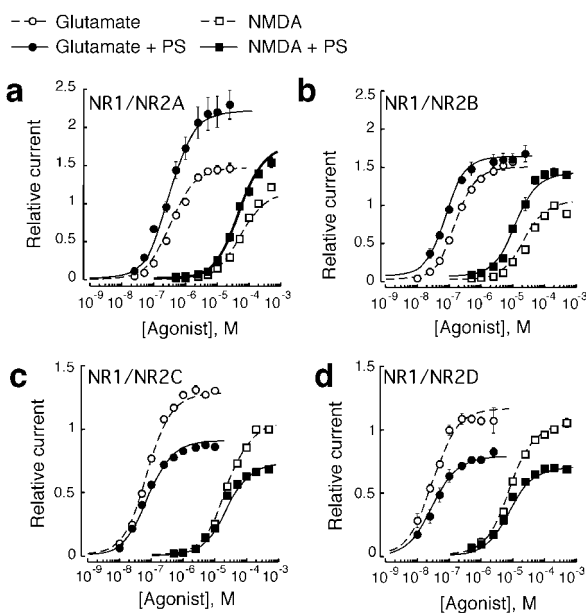 Glutamate NMDA
Glutamate + PS NMDA + PS
a b
NR1/NR2A NR1/NR2B
2.5
2
1.5
1
0.5
0
Relative current
10⁻⁹ 10⁻⁸ 10⁻⁷ 10⁻⁶ 10⁻⁵ 10⁻⁴ 10⁻³
[Agonist], M
2
1.5
1
0.5
0
Relative current
10⁻⁹ 10⁻⁸ 10⁻⁷ 10⁻⁶ 10⁻⁵ 10⁻⁴ 10⁻³
[Agonist], M
c d
NR1/NR2C NR1/NR2D
1.5
1
0.5
0
Relative current
10⁻⁹ 10⁻⁸ 10⁻⁷ 10⁻⁶ 10⁻⁵ 10⁻⁴ 10⁻³
[Agonist], M
1.5
1
0.5
0
Relative current
10⁻⁹ 10⁻⁸ 10⁻⁷ 10⁻⁶ 10⁻⁵ 10⁻⁴ 10⁻³
[Agonist], M